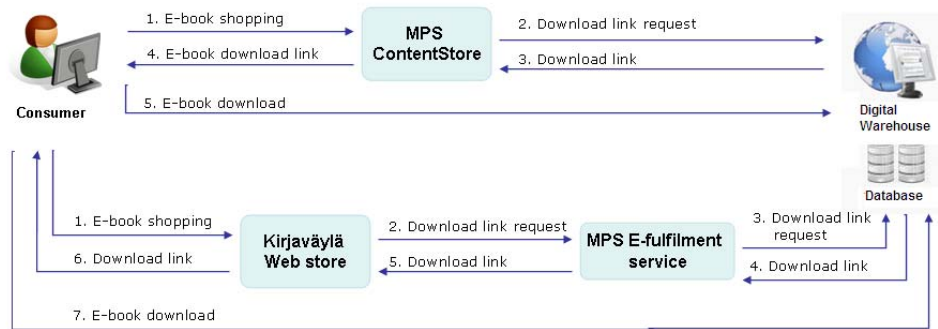 1. E-book shopping
MPS
ContentStore
2. Download link request
4. E-book download link
3. Download link
Consumer
5. E-book download
Digital
Warehouse
Database
1. E-book shopping
Kirjaväylä
Web store
2. Download link request
MPS E-fulfilment
service
3. Download link
request
6. Download link
5. Download link
4. Download link
7. E-book download